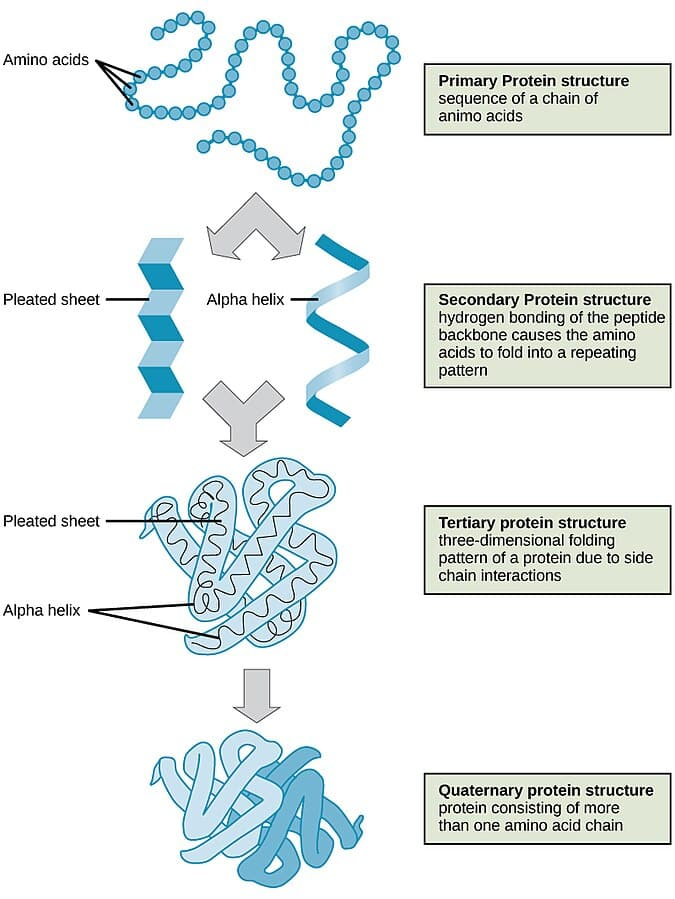 Amino acids
Primary Protein structure
sequence of a chain of
animo acids
Pleated sheet
Alpha helix
Secondary Protein structure
hydrogen bonding of the peptide
backbone causes the amino
acids to fold into a repeating
pattern
Pleated sheet
Alpha helix
Tertiary protein structure
three-dimensional folding
pattern of a protein due to side
chain interactions
Quaternary protein structure
protein consisting of more
than one amino acid chain